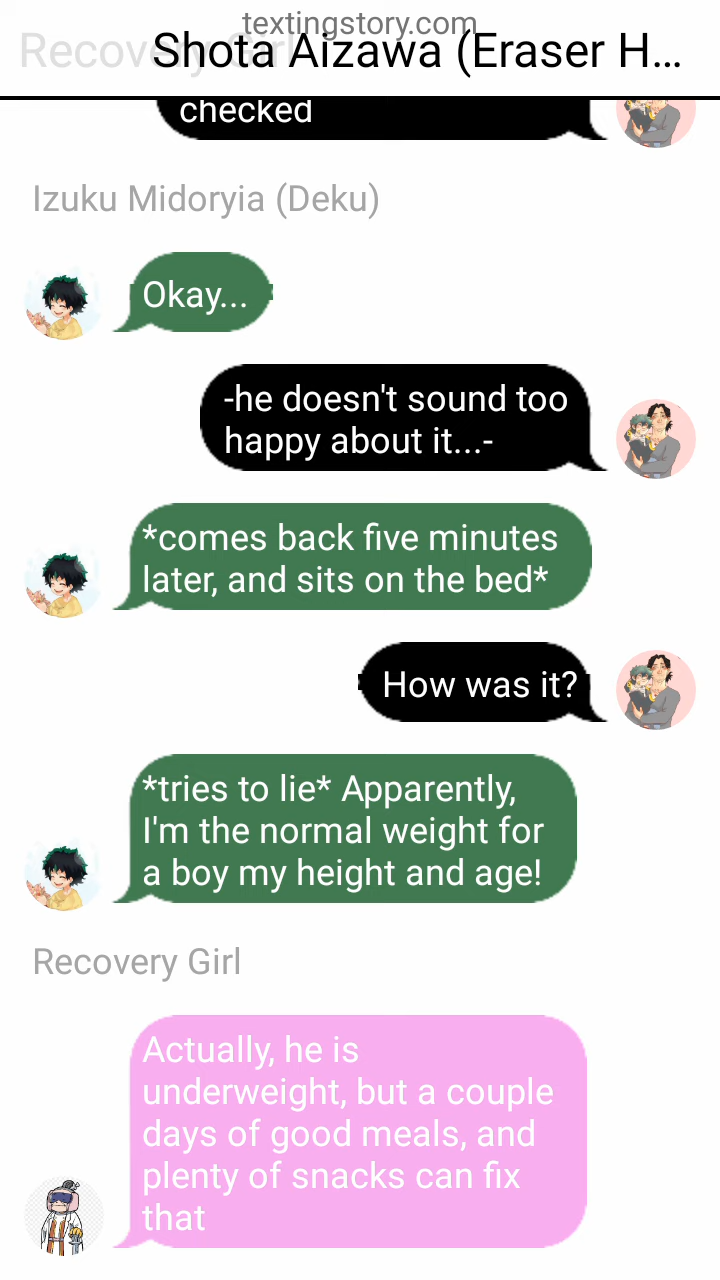 textingstory.com
Recovery Girl
Shota Aizawa (Eraser H...
checked
Izuku Midoryia (Deku)
Okay...
-he doesn't sound too
happy about it...-
*comes back five minutes
later, and sits on the bed*
How was it?
*tries to lie* Apparently,
I'm the normal weight for
a boy my height and age!
Recovery Girl
Actually, he is
underweight, but a couple
days of good meals, and
plenty of snacks can fix
that